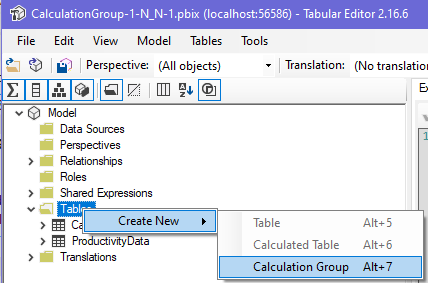 CalculationGroup-1-N_N-1.pbix (localhost:56586) - Tabular Editor 2.16.6
File Edit View Model Tools Help
Perspective: (All objects) Translation: (No translation
Model
Data Sources
Perspectives
Relationships
Roles
Shared Expressions
Tables
Create New
Table Alt+5
Ca
Calculated Table Alt+6
ProductivityData
Calculation Group Alt+7
Translations
Ex
1